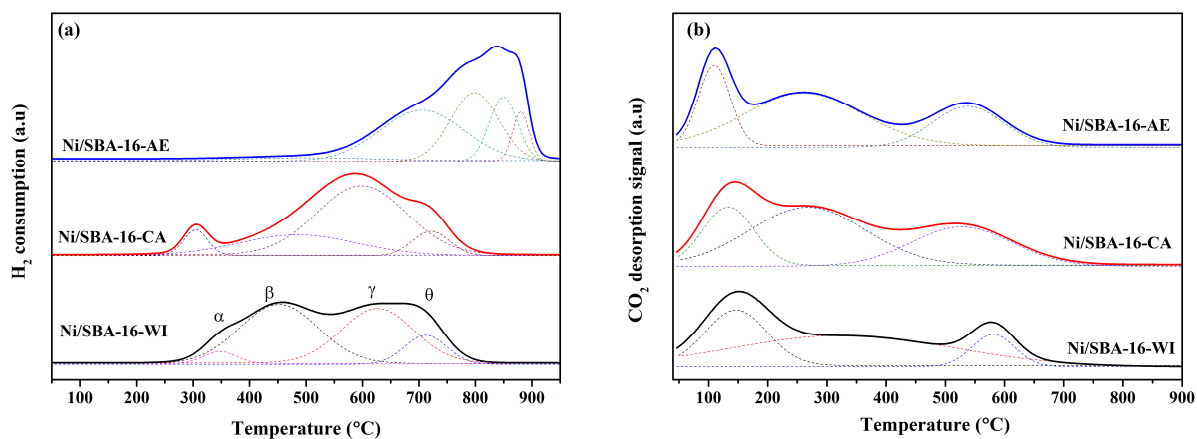 (a)
H2 consumption (a.u)
Ni/SBA-16-AE
Ni/SBA-16-CA
Ni/SBA-16-WI
α
β
γ
θ
100 200 300 400 500 600 700 800 900
Temperature (°C)
(b)
CO2 desorption signal (a.u)
Ni/SBA-16-AE
Ni/SBA-16-CA
Ni/SBA-16-WI
100 200 300 400 500 600 700 800 900
Temperature (°C)